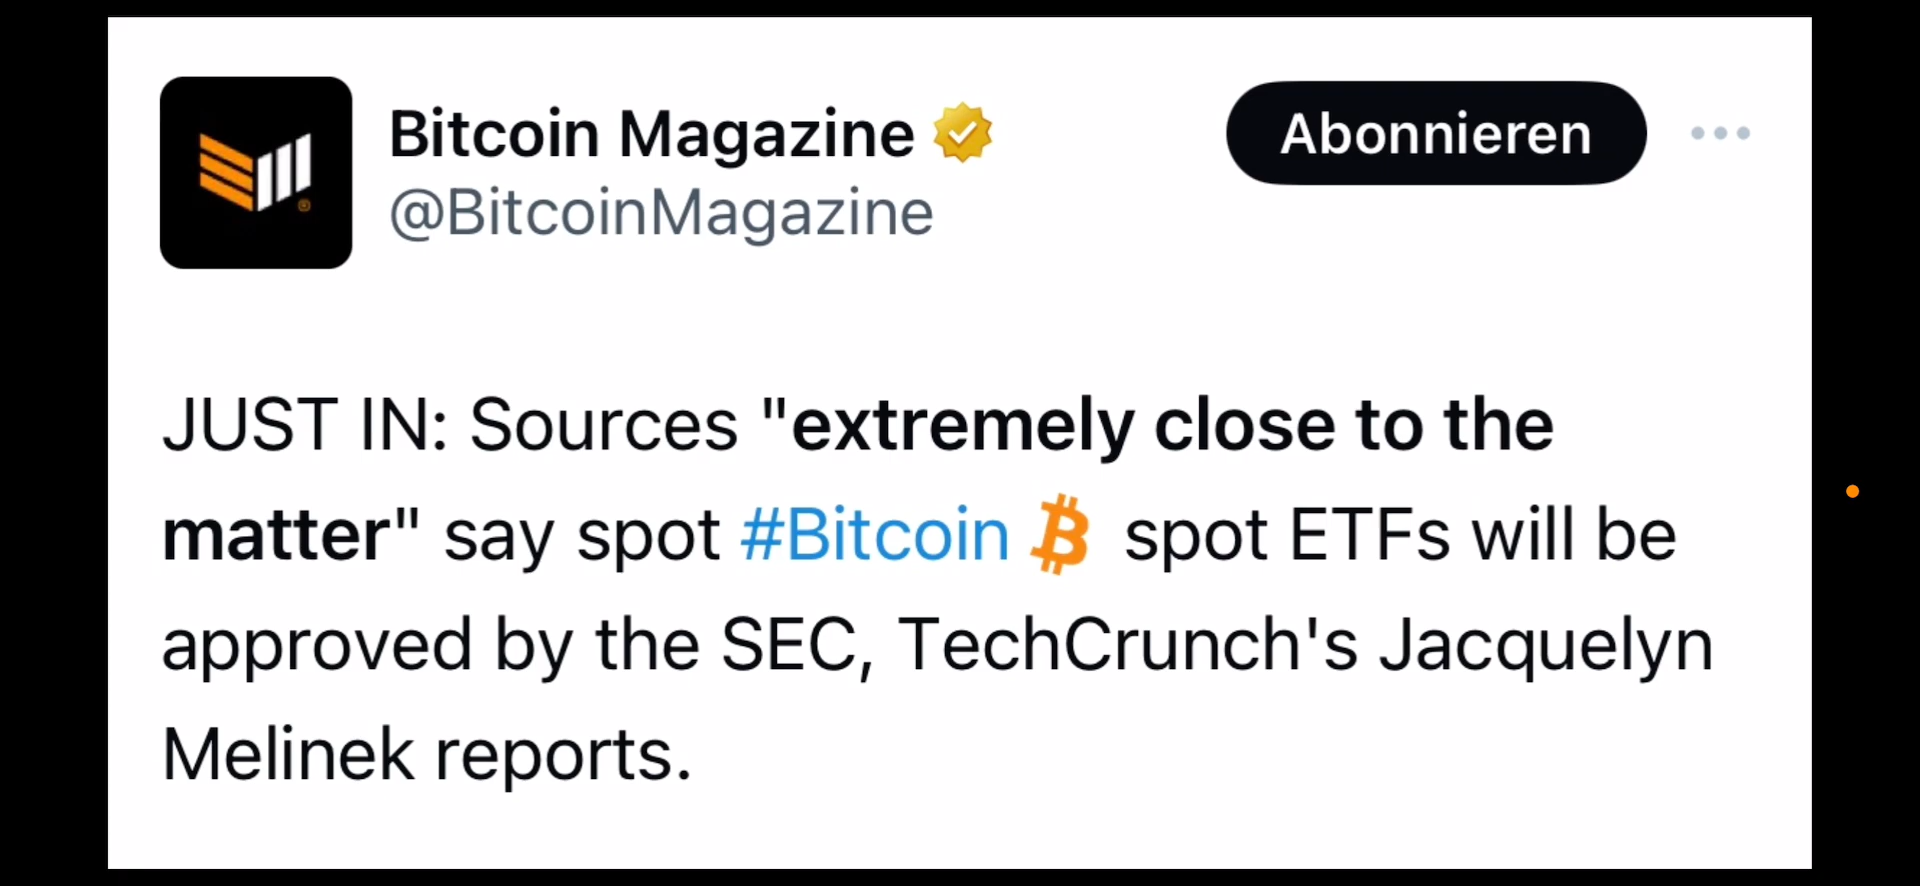 Bitcoin Magazine
@BitcoinMagazine
Abonnieren
JUST IN: Sources "extremely close to the
matter" say spot #Bitcoin ₿ spot ETFs will be
approved by the SEC, TechCrunch's Jacquelyn
Melinek reports.